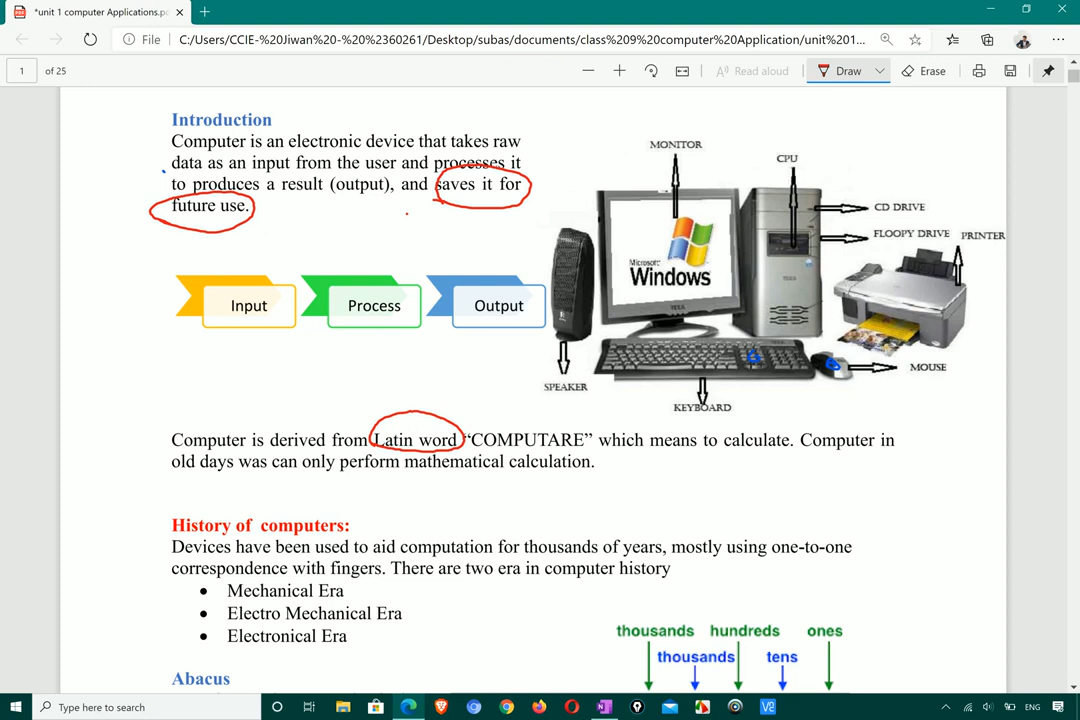 *unit 1 computer Applications.pd
File C:/Users/CCIE-%20Jiwan%20-%20%2360261/Desktop/subas/documents/class%209%20computer%20Application/unit%201...
1 of 25
Read aloud
Draw
Erase
Introduction
Computer is an electronic device that takes raw
data as an input from the user and processes it
to produces a result (output), and saves it for
future use.
Input Process Output
MONITOR
CPU
CD DRIVE
FLOOPY DRIVE
PRINTER
Microsoft
Windows
MOUSE
SPEAKER
KEYBOARD
Computer is derived from Latin word “COMPUTARE” which means to calculate. Computer in
old days was can only perform mathematical calculation.
History of computers:
Devices have been used to aid computation for thousands of years, mostly using one-to-one
correspondence with fingers. There are two era in computer history
• Mechanical Era
• Electro Mechanical Era
• Electronical Era
thousands hundreds ones
thousands tens
Abacus
Type here to search
ENG